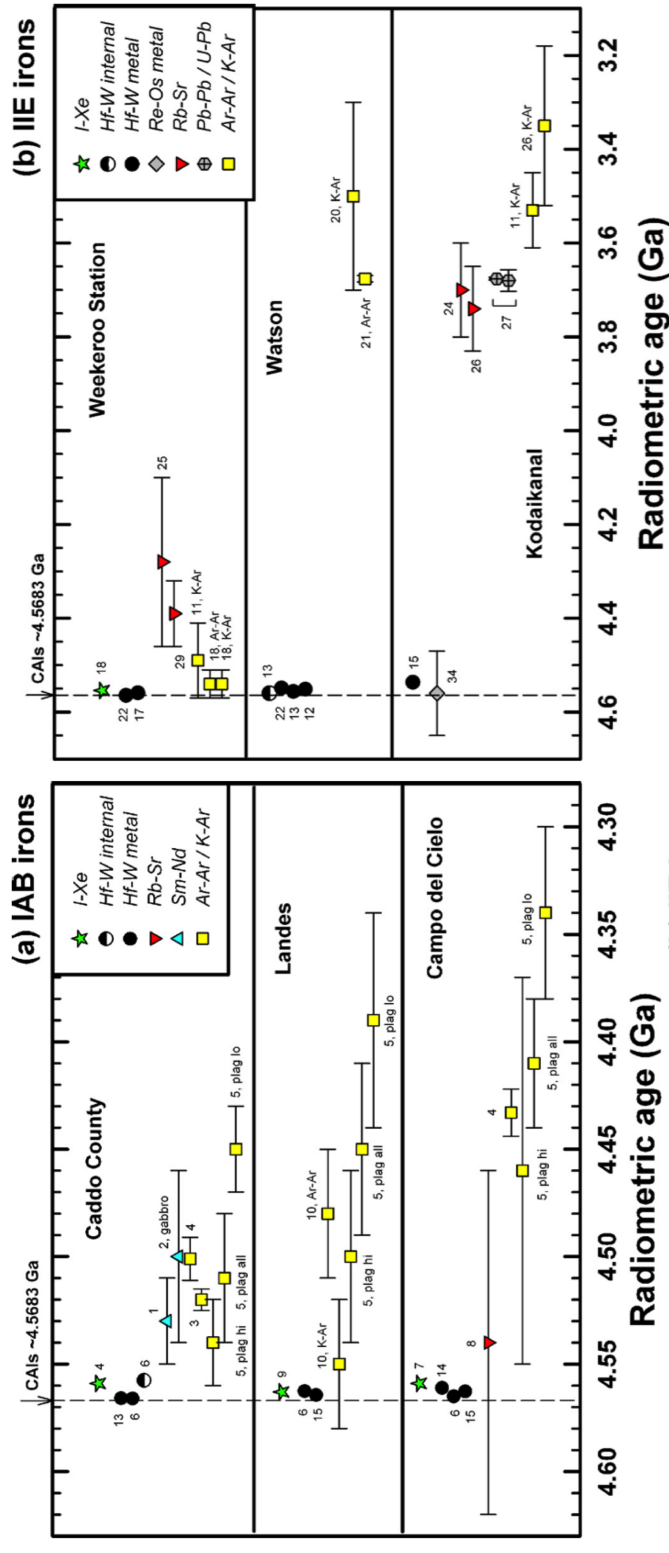 (a) IAB irons
CAIs ~4.5683 Ga
I-Xe
Hf-W internal
Hf-W metal
Rb-Sr
Sm-Nd
Ar-Ar / K-Ar
Caddo County
4
13
6
6
1
2, gabbro
4
3
5, plag hi
5, plag all
5, plag lo
Landes
9
6
15
10, Ar-Ar
10, K-Ar
5, plag hi
5, plag all
5, plag lo
Campo del Cielo
7
14
6
15
8
4
5, plag hi
5, plag all
5, plag lo
4.60
4.55
4.50
4.45
4.40
4.35
4.30
Radiometric age (Ga)
(b) IIE irons
CAIs ~4.5683 Ga
I-Xe
Hf-W internal
Hf-W metal
Re-Os metal
Rb-Sr
Pb-Pb / U-Pb
Ar-Ar / K-Ar
Weekeroo Station
18
22
17
25
29
11, K-Ar
18, Ar-Ar
18, K-Ar
Watson
13
22
13
12
20, K-Ar
21, Ar-Ar
Kodaikanal
15
34
24
26
27
11, K-Ar
26, K-Ar
4.6
4.4
4.2
4.0
3.8
3.6
3.4
3.2
Radiometric age (Ga)